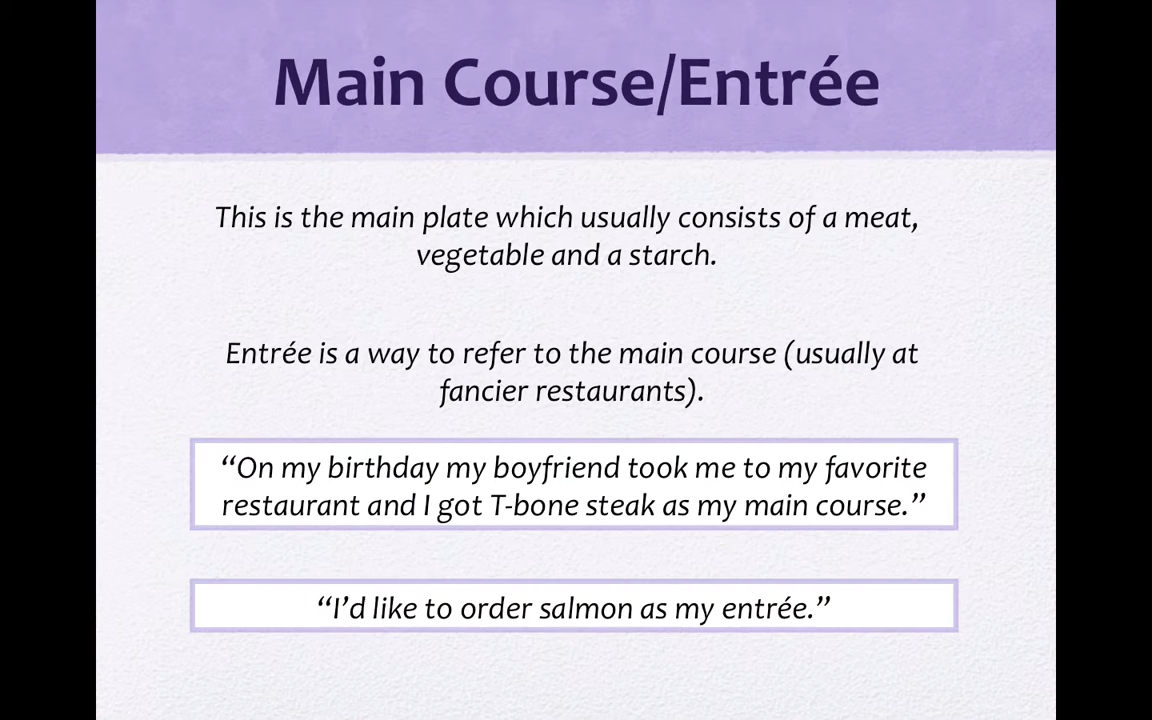 Main Course/Entrée
This is the main plate which usually consists of a meat,
vegetable and a starch.
Entrée is a way to refer to the main course (usually at
fancier restaurants).
“On my birthday my boyfriend took me to my favorite
restaurant and I got T-bone steak as my main course.”
“I’d like to order salmon as my entrée.”